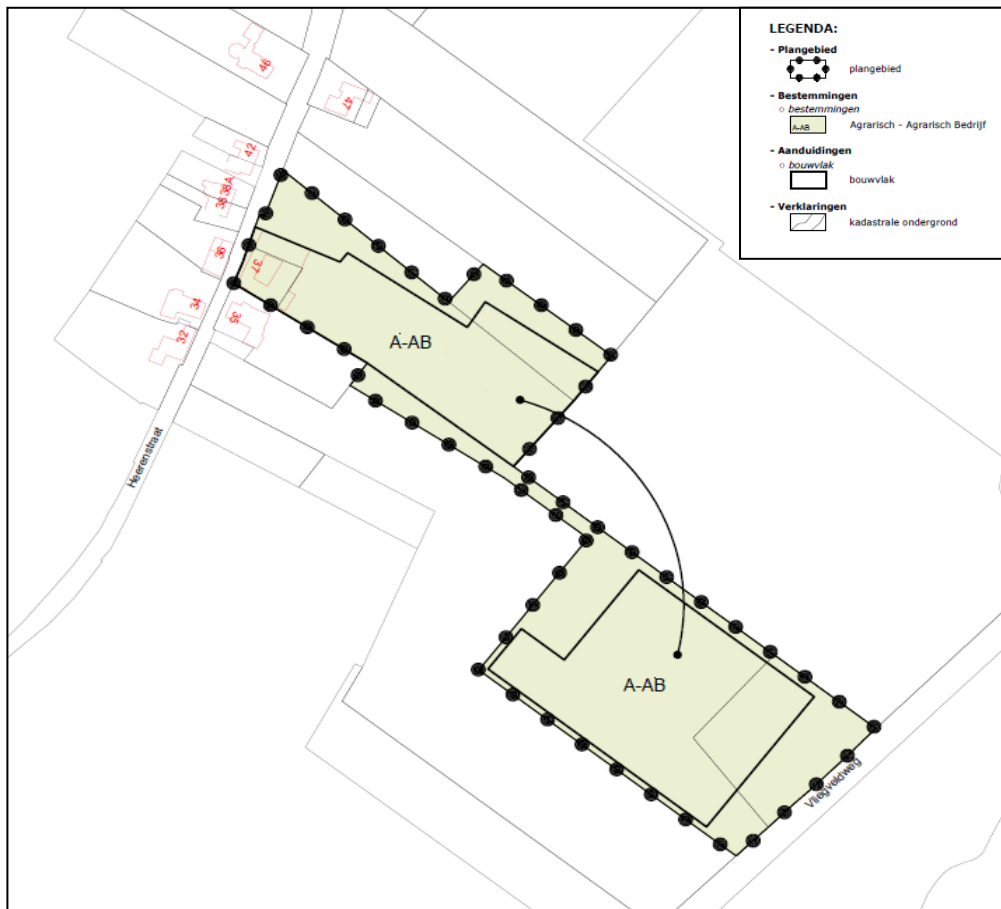 LEGENDA:
- Plangebied
plangebied
- Bestemmingen
○ bestemmingen
A-AB Agrarisch - Agrarisch Bedrijf
- Aanduidingen
○ bouwvlak
bouwvlak
- Verklaringen
kadastrale ondergrond
46
47
42
38A
38
36
37
34
35
32
A-AB
Heerenstraat
A-AB
Vliegveldweg